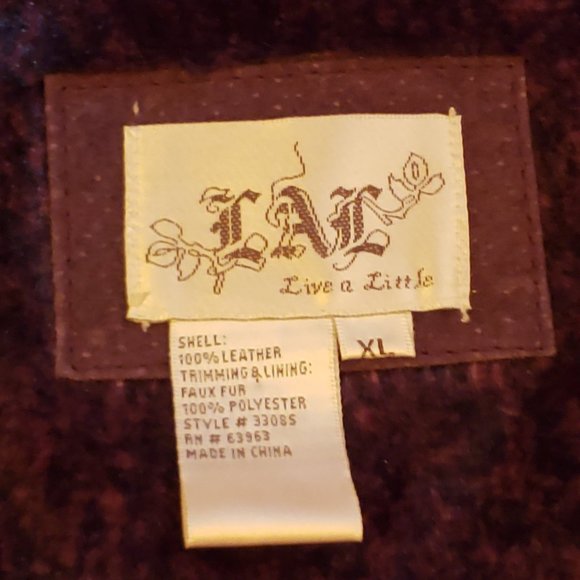 LAL
Live a Little
XL
SHELL:
100% LEATHER
TRIMMING & LINING:
FAUX FUR
100% POLYESTER
STYLE # 3308S
RN # 63963
MADE IN CHINA